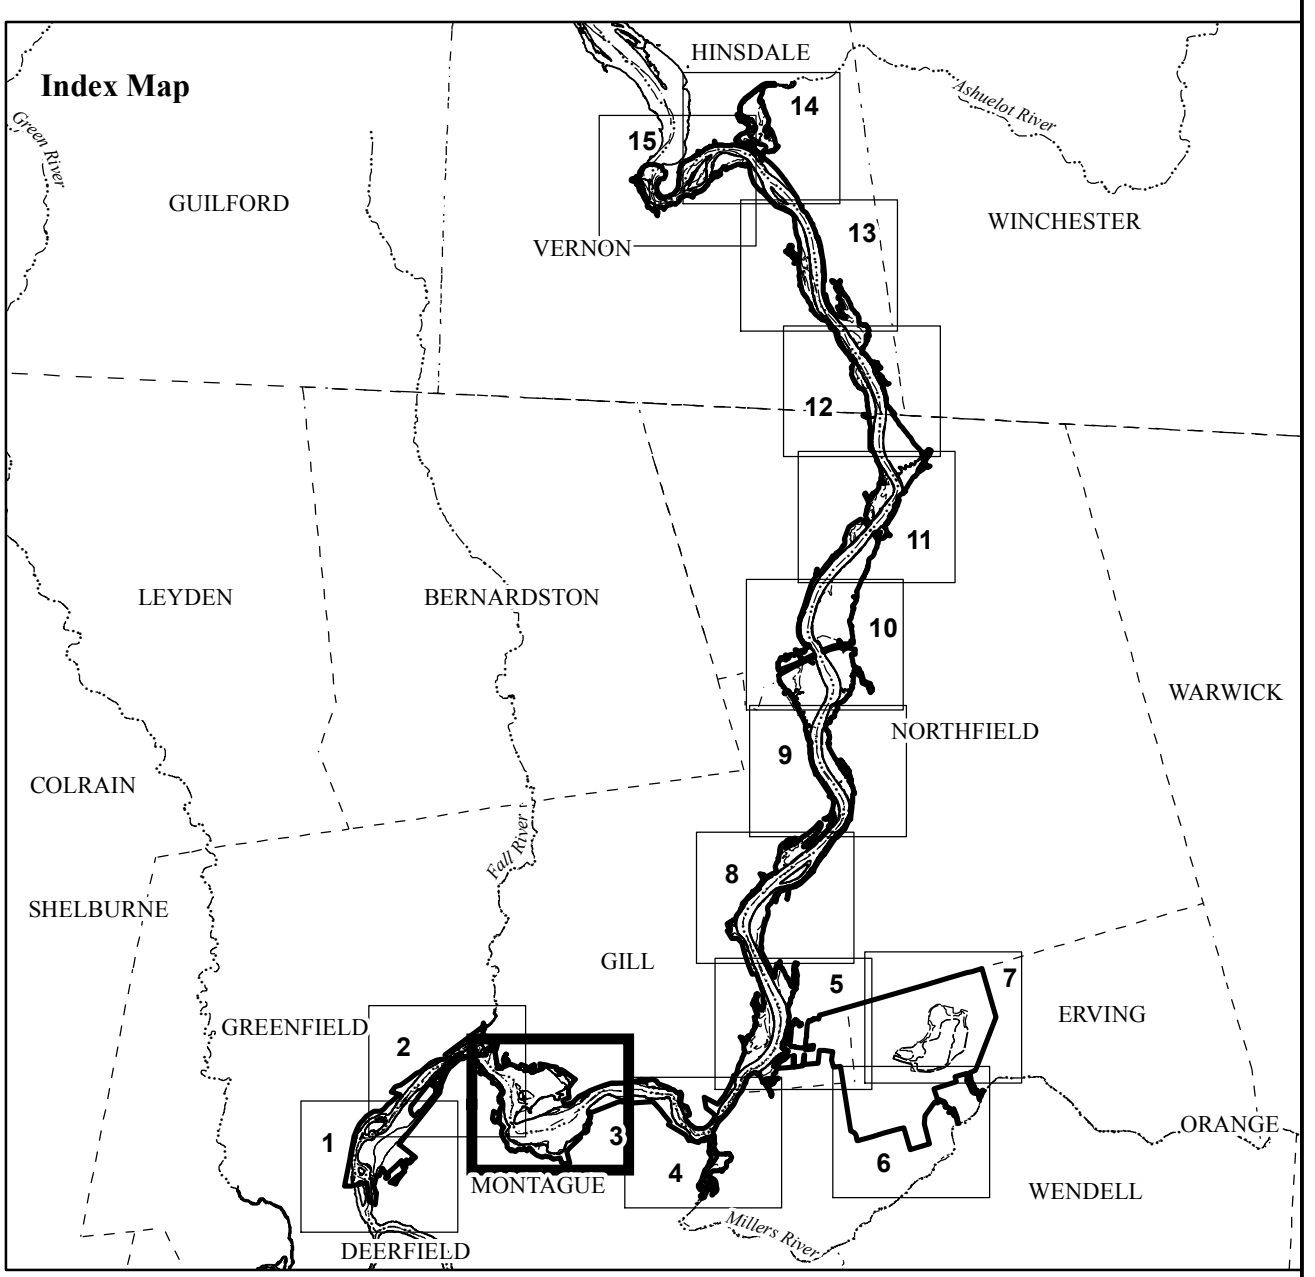 HINSDALE
Index Map
14
Ashuelot River
Green River
15
GUILFORD
WINCHESTER
13
VERNON
12
11
LEYDEN
BERNARDSTON
10
WARWICK
NORTHFIELD
9
COLRAIN
Fall River
8
SHELBURNE
GILL
7
5
ERVING
GREENFIELD
2
ORANGE
3
1
6
4
MONTAGUE
WENDELL
Millers River
DEERFIELD